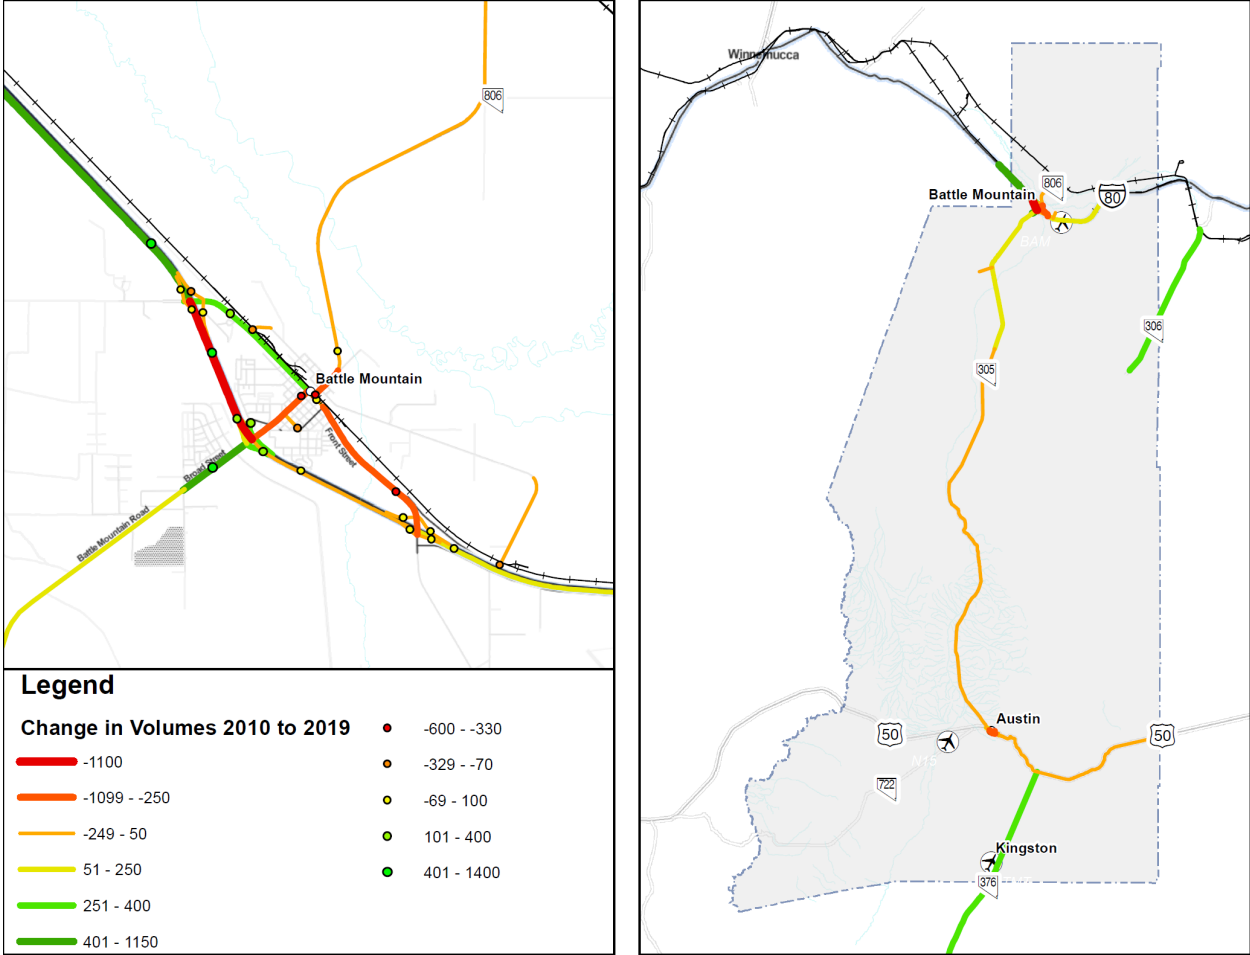 806
Battle Mountain
Front Street
Broad Street
Battle Mountain Road
Legend
Change in Volumes 2010 to 2019
-1100
-1099 - -250
-249 - 50
51 - 250
251 - 400
401 - 1150
-600 - -330
-329 - -70
-69 - 100
101 - 400
401 - 1400
Winnemucca
806
Battle Mountain
80
BAM
306
305
Austin
50
50
N15
722
Kingston
376